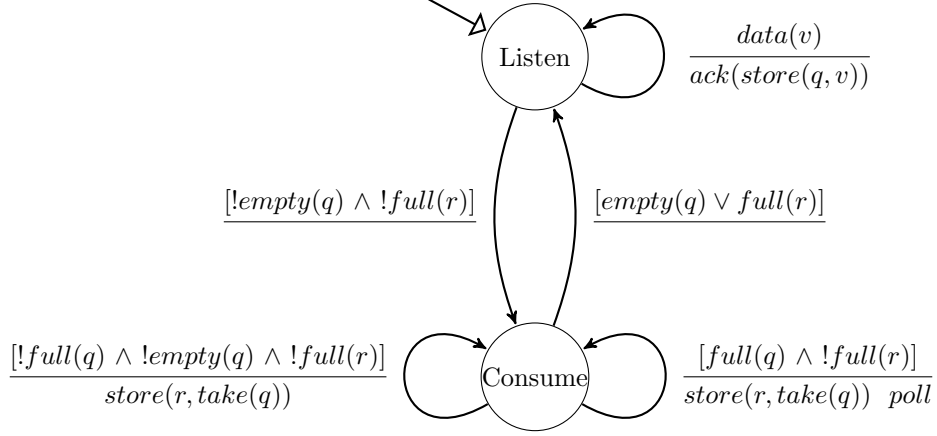 Listen
data(v)
ack(store(q, v))
[!empty(q) ∧ !full(r)]
[empty(q) ∨ full(r)]
[!full(q) ∧ !empty(q) ∧ !full(r)]
store(r, take(q))
Consume
[full(q) ∧ !full(r)]
store(r, take(q)) poll